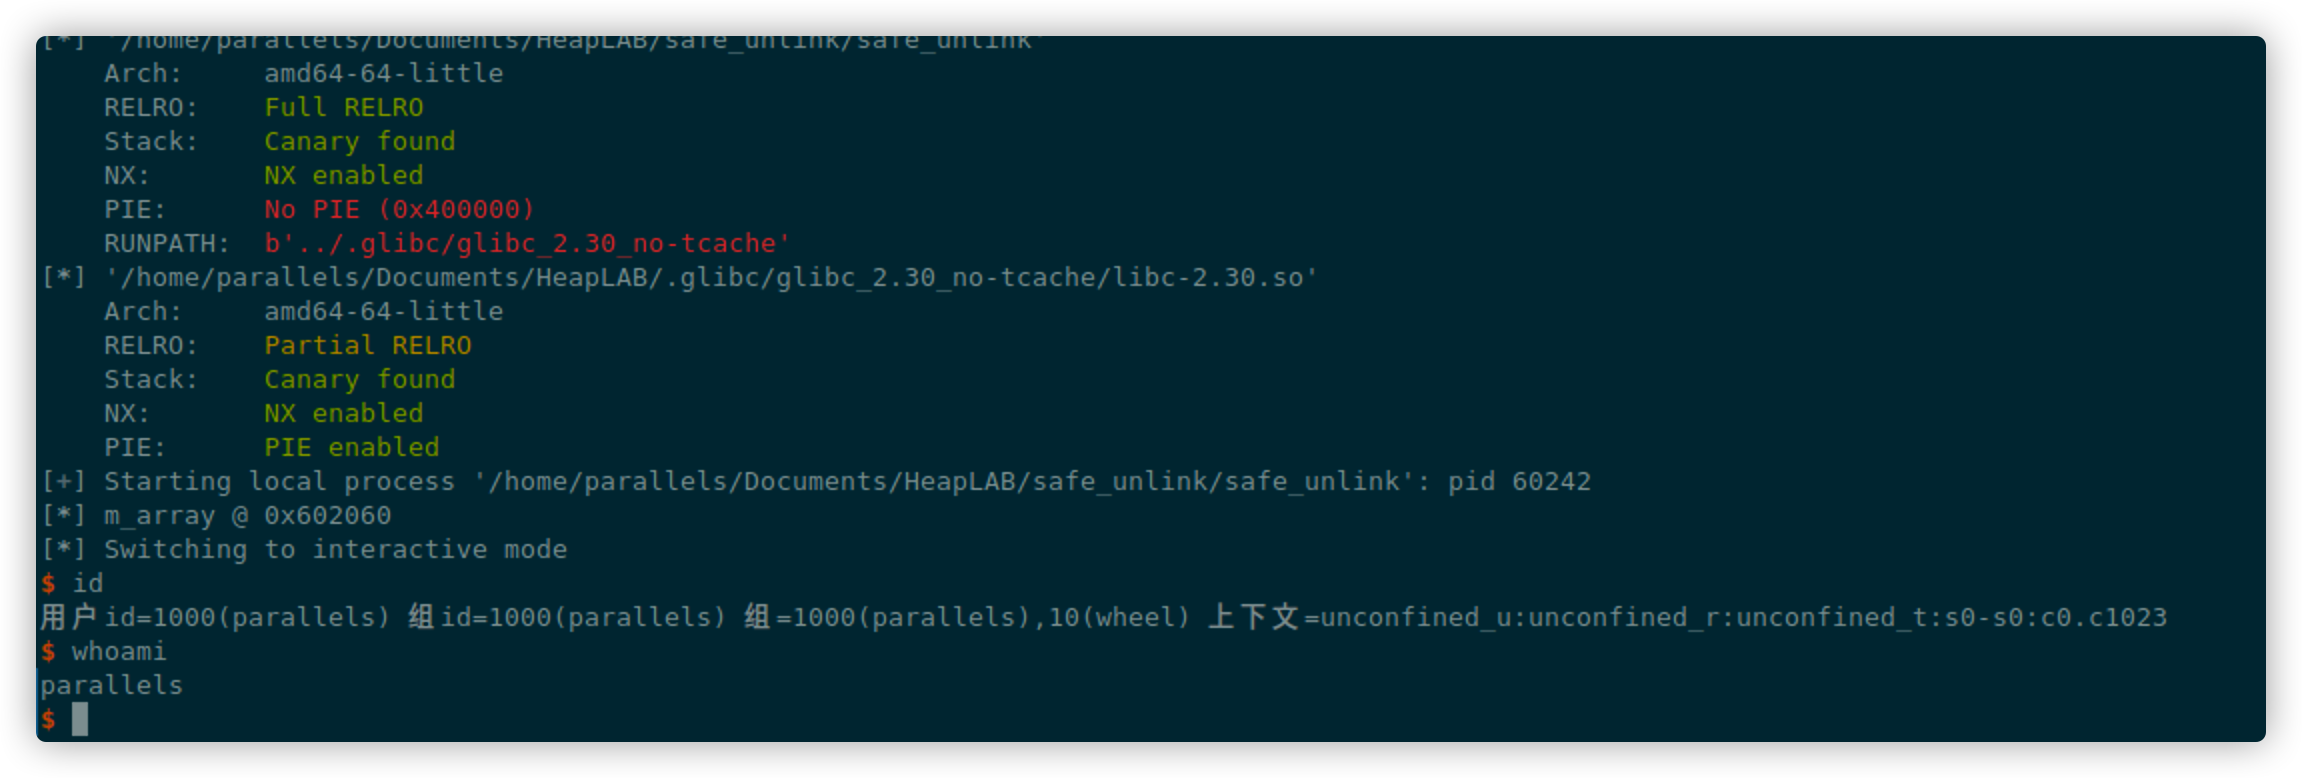 [*] '/home/parallels/Documents/HeapLAB/safe_unlink/safe_unlink'
    Arch:     amd64-64-little
    RELRO:    Full RELRO
    Stack:    Canary found
    NX:       NX enabled
    PIE:      No PIE (0x400000)
    RUNPATH:  b'../.glibc/glibc_2.30_no-tcache'
[*] '/home/parallels/Documents/HeapLAB/.glibc/glibc_2.30_no-tcache/libc-2.30.so'
    Arch:     amd64-64-little
    RELRO:    Partial RELRO
    Stack:    Canary found
    NX:       NX enabled
    PIE:      PIE enabled
[+] Starting local process '/home/parallels/Documents/HeapLAB/safe_unlink/safe_unlink': pid 60242
[*] m_array @ 0x602060
[*] Switching to interactive mode
$ id
用户id=1000(parallels) 组id=1000(parallels) 组=1000(parallels),10(wheel) 上下文=unconfined_u:unconfined_r:unconfined_t:s0-s0:c0.c1023
$ whoami
parallels
$